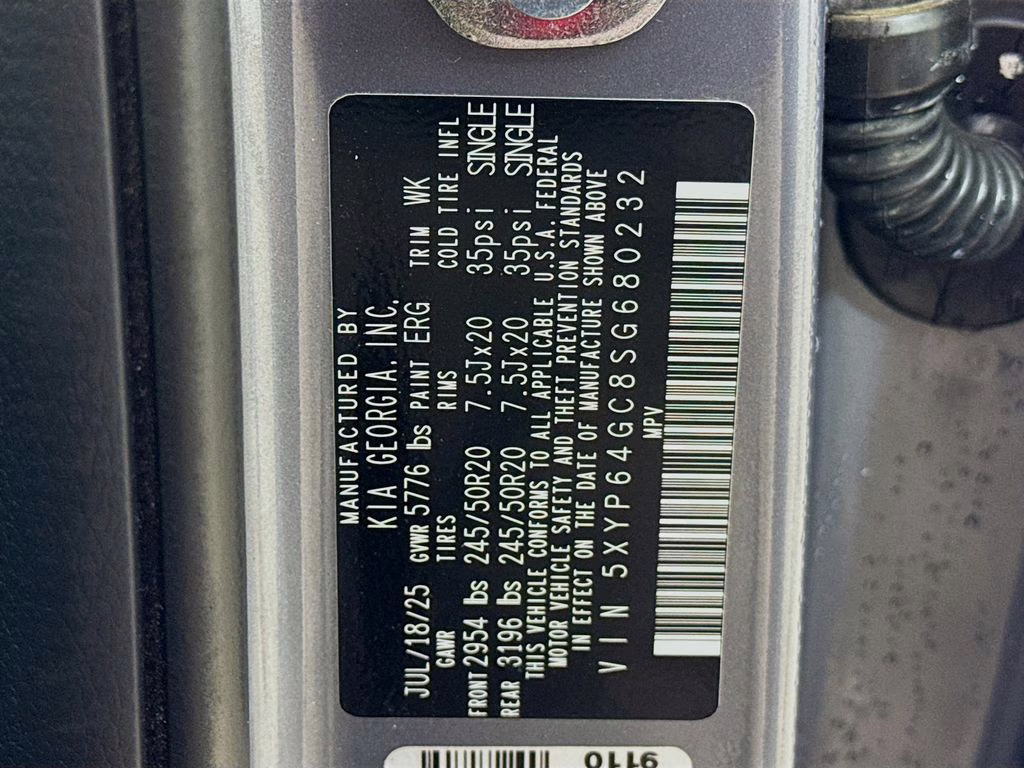 MANUFACTURED BY
KIA GEORGIA, INC.
JUL/18/25 GVWR 5776 lbs PAINT ERG TRIM WK
GAWR TIRES RIMS COLD TIRE INFL
FRONT 2954 lbs 245/50R20 7.5Jx20 35psi SINGLE
REAR 3196 lbs 245/50R20 7.5Jx20 35psi SINGLE
THIS VEHICLE CONFORMS TO ALL APPLICABLE U.S.A. FEDERAL
MOTOR VEHICLE SAFETY AND THEFT PREVENTION STANDARDS
IN EFFECT ON THE DATE OF MANUFACTURE SHOWN ABOVE
VIN 5XYP64GC8SG680232
MPV
9110